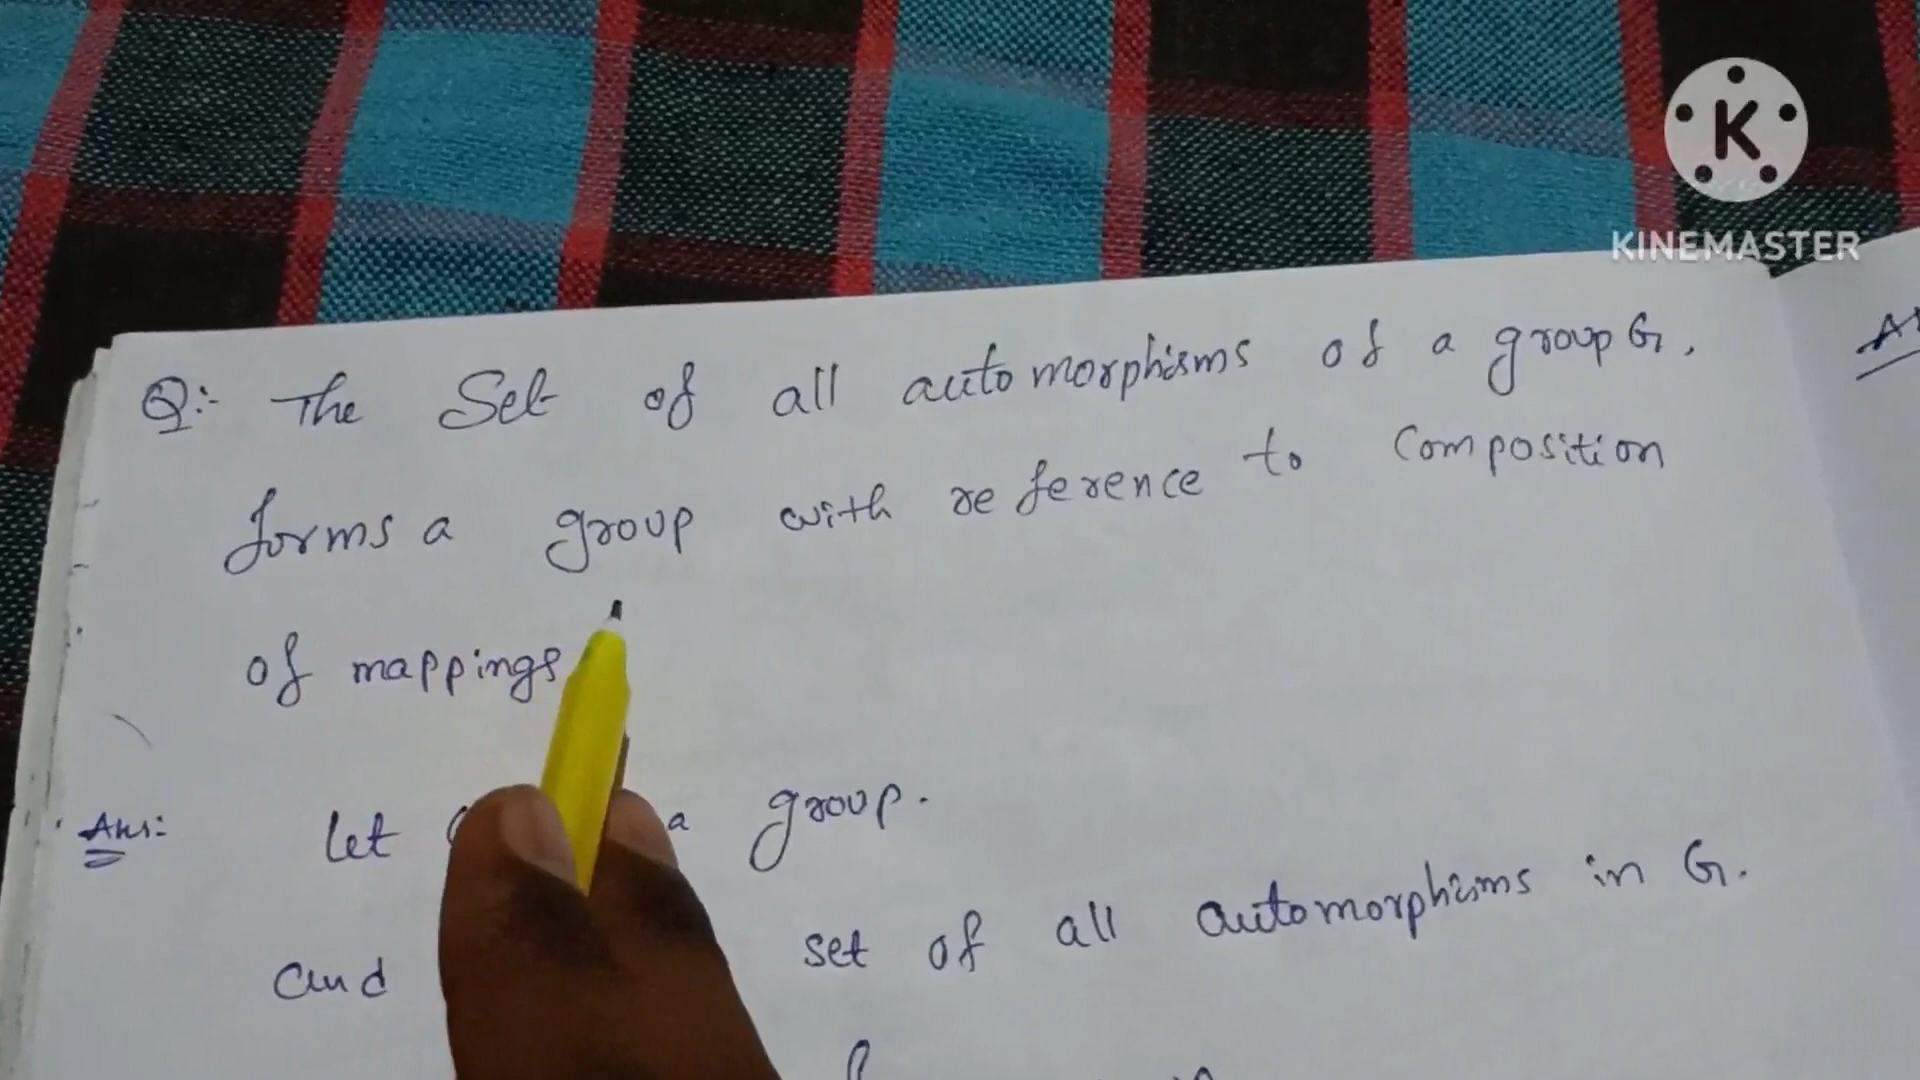 K
KINEMASTER
Q:- The Set of all automorphisms of a group G.
forms a group with reference to Composition
of mappings
Ans: let a group.
and set of all automorphisms in G.